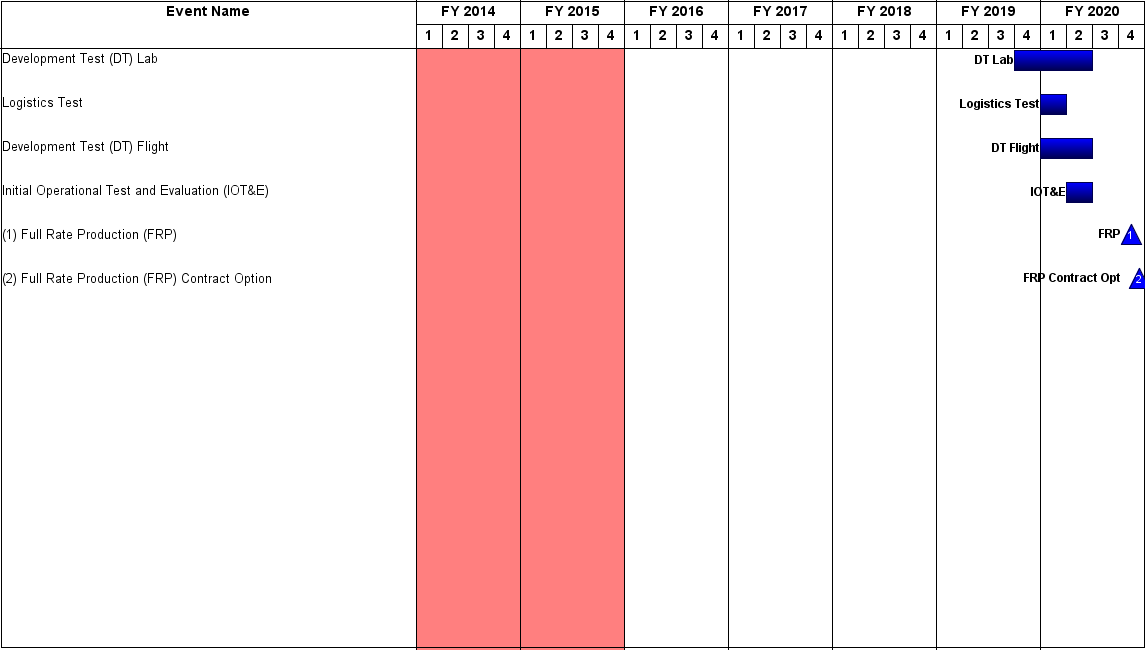 Event Name FY 2014 FY 2015 FY 2016 FY 2017 FY 2018 FY 2019 FY 2020
1 2 3 4 1 2 3 4 1 2 3 4 1 2 3 4 1 2 3 4 1 2 3 4 1 2 3 4
Development Test (DT) Lab DT Lab
Logistics Test Logistics Test
Development Test (DT) Flight DT Flight
Initial Operational Test and Evaluation (IOT&E) IOT&E
(1) Full Rate Production (FRP) FRP 1
(2) Full Rate Production (FRP) Contract Option FRP Contract Opt 2